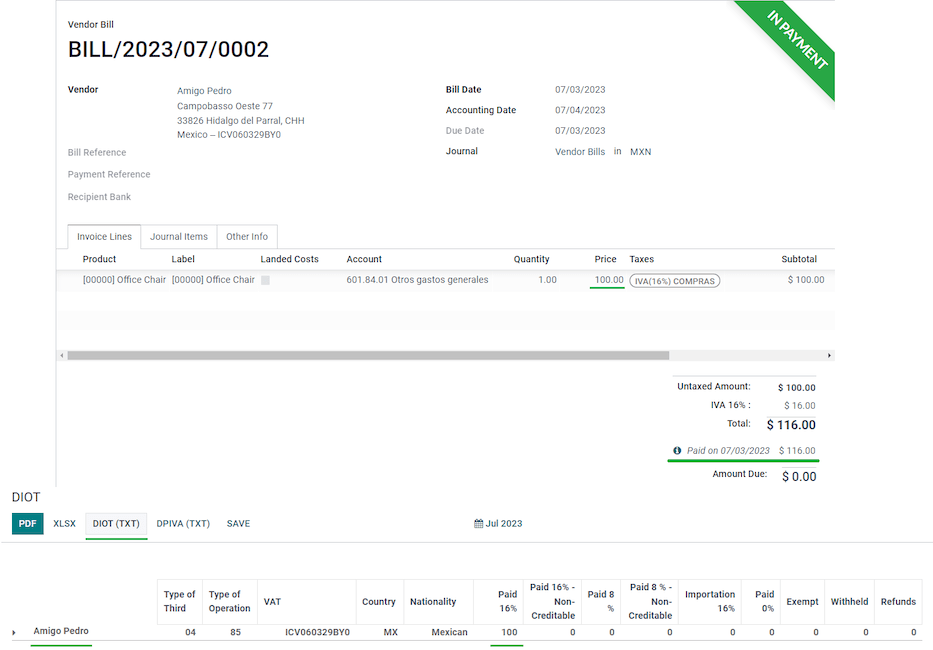 IN PAYMENT
Vendor Bill
BILL/2023/07/0002
Vendor Amigo Pedro Bill Date 07/03/2023
Campobasso Oeste 77 Accounting Date 07/04/2023
33826 Hidalgo del Parral, CHH Due Date 07/03/2023
Mexico – ICV060329BY0
Bill Reference Journal Vendor Bills in MXN
Payment Reference
Recipient Bank
Invoice Lines Journal Items Other Info
Product Label Landed Costs Account Quantity Price Taxes Subtotal
[00000] Office Chair [00000] Office Chair 601.84.01 Otros gastos generales 1.00 100.00 IVA(16%) COMPRAS $ 100.00
Untaxed Amount: $ 100.00
IVA 16% : $ 16.00
Total: $ 116.00
Paid on 07/03/2023 $ 116.00
Amount Due: $ 0.00
DIOT
PDF XLSX DIOT (TXT) DPIVA (TXT) SAVE Jul 2023
Type of Third Type of Operation VAT Country Nationality Paid 16% Paid 16% - Non-Creditable Paid 8 % Paid 8 % - Non-Creditable Importation 16% Paid 0% Exempt Withheld Refunds
Amigo Pedro 04 85 ICV060329BY0 MX Mexican 100 0 0 0 0 0 0 0 0